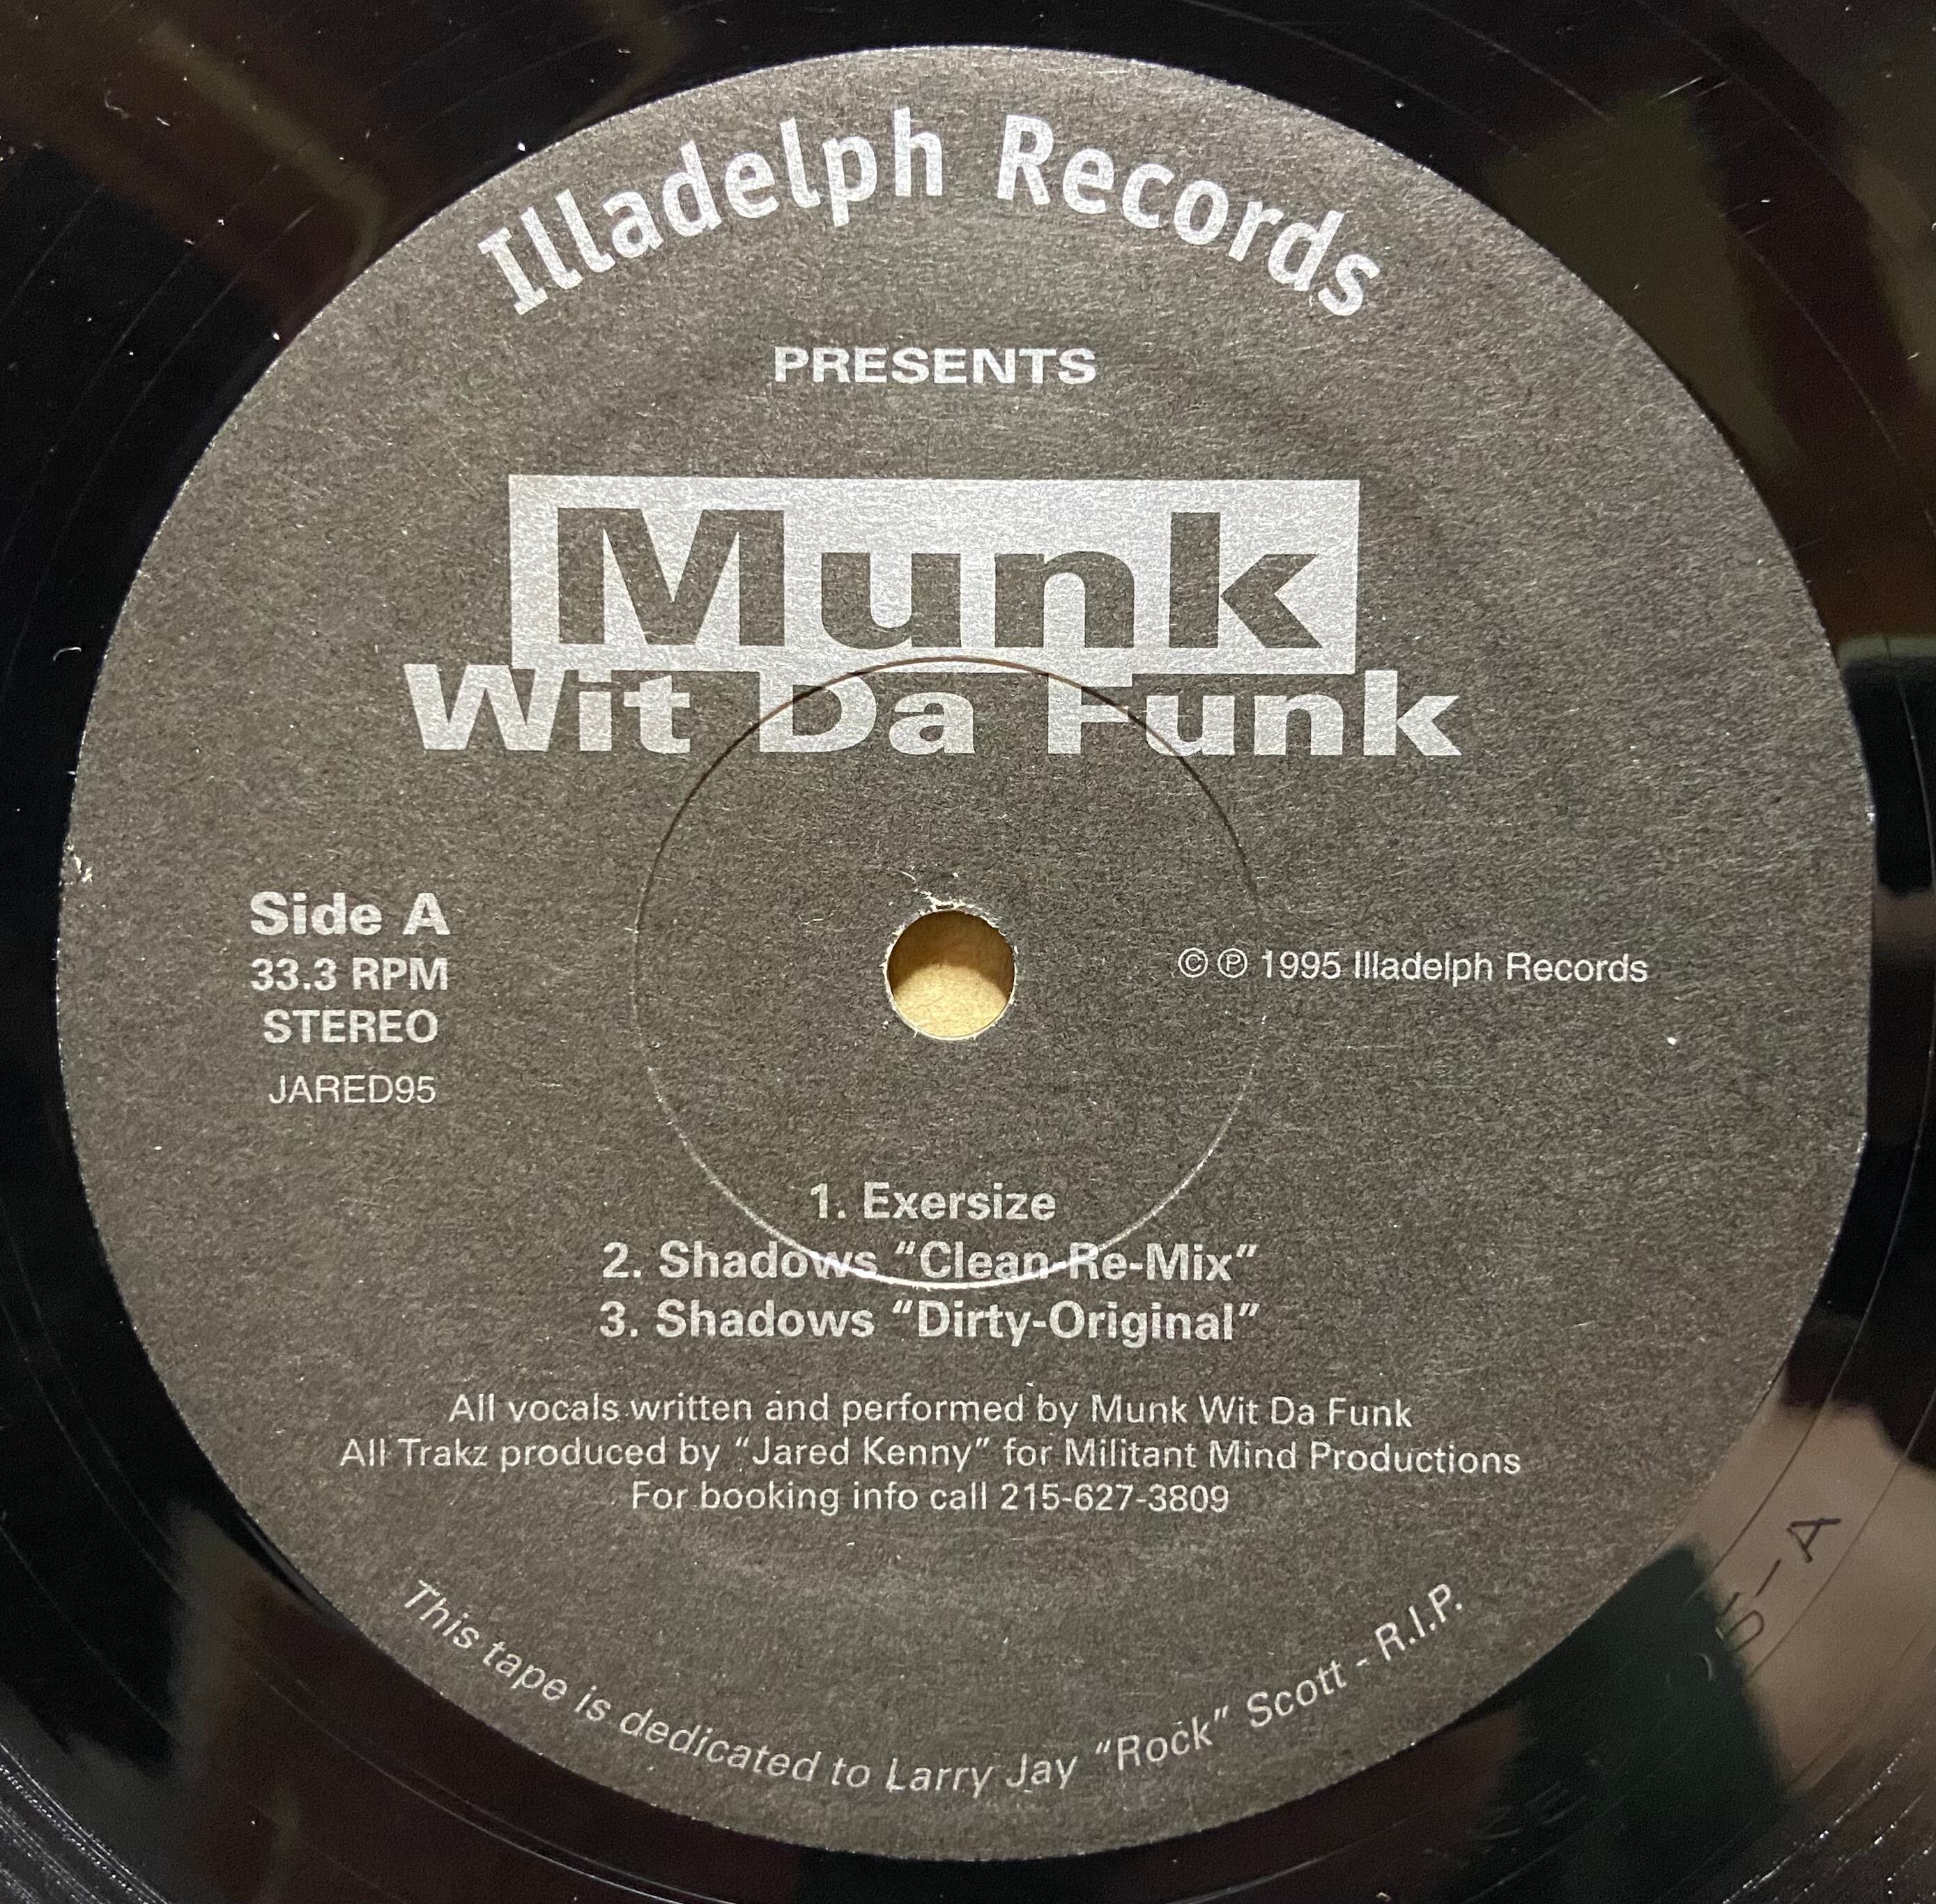 Illadelph Records
PRESENTS
Munk
Wit Da Funk
Side A
33.3 RPM
STEREO
JARED95
© ℗ 1995 Illadelph Records
1. Exersize
2. Shadows “Clean-Re-Mix”
3. Shadows “Dirty-Original”
All vocals written and performed by Munk Wit Da Funk
All Trakz produced by “Jared Kenny” for Militant Mind Productions
For booking info call 215-627-3809
This tape is dedicated to Larry Jay “Rock” Scott - R.I.P.
5-A